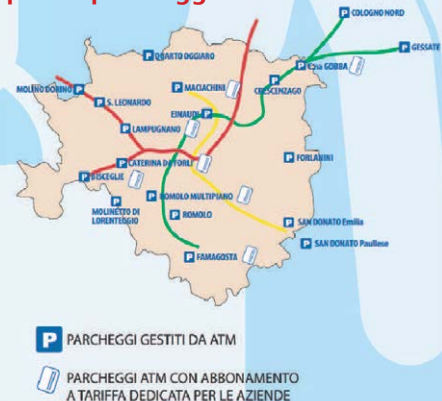 COLOGNO NORD
GESSATE
QUARTO OGGIARO
C.na GOBBA
MACIACHINI
CRESCENZAGO
MOLINO DORINO
S. LEONARDO
EINAUDI
LAMPUGNANO
CATERINA DA FORLI
FORLANINI
BISCEGLIE
ROMOLO MULTIPIANO
MOLINETTO DI
LORENTEGGIO
ROMOLO
SAN DONATO Emilia
SAN DONATO Paullese
FAMAGOSTA
P PARCHEGGI GESTITI DA ATM
PARCHEGGI ATM CON ABBONAMENTO
A TARIFFA DEDICATA PER LE AZIENDE